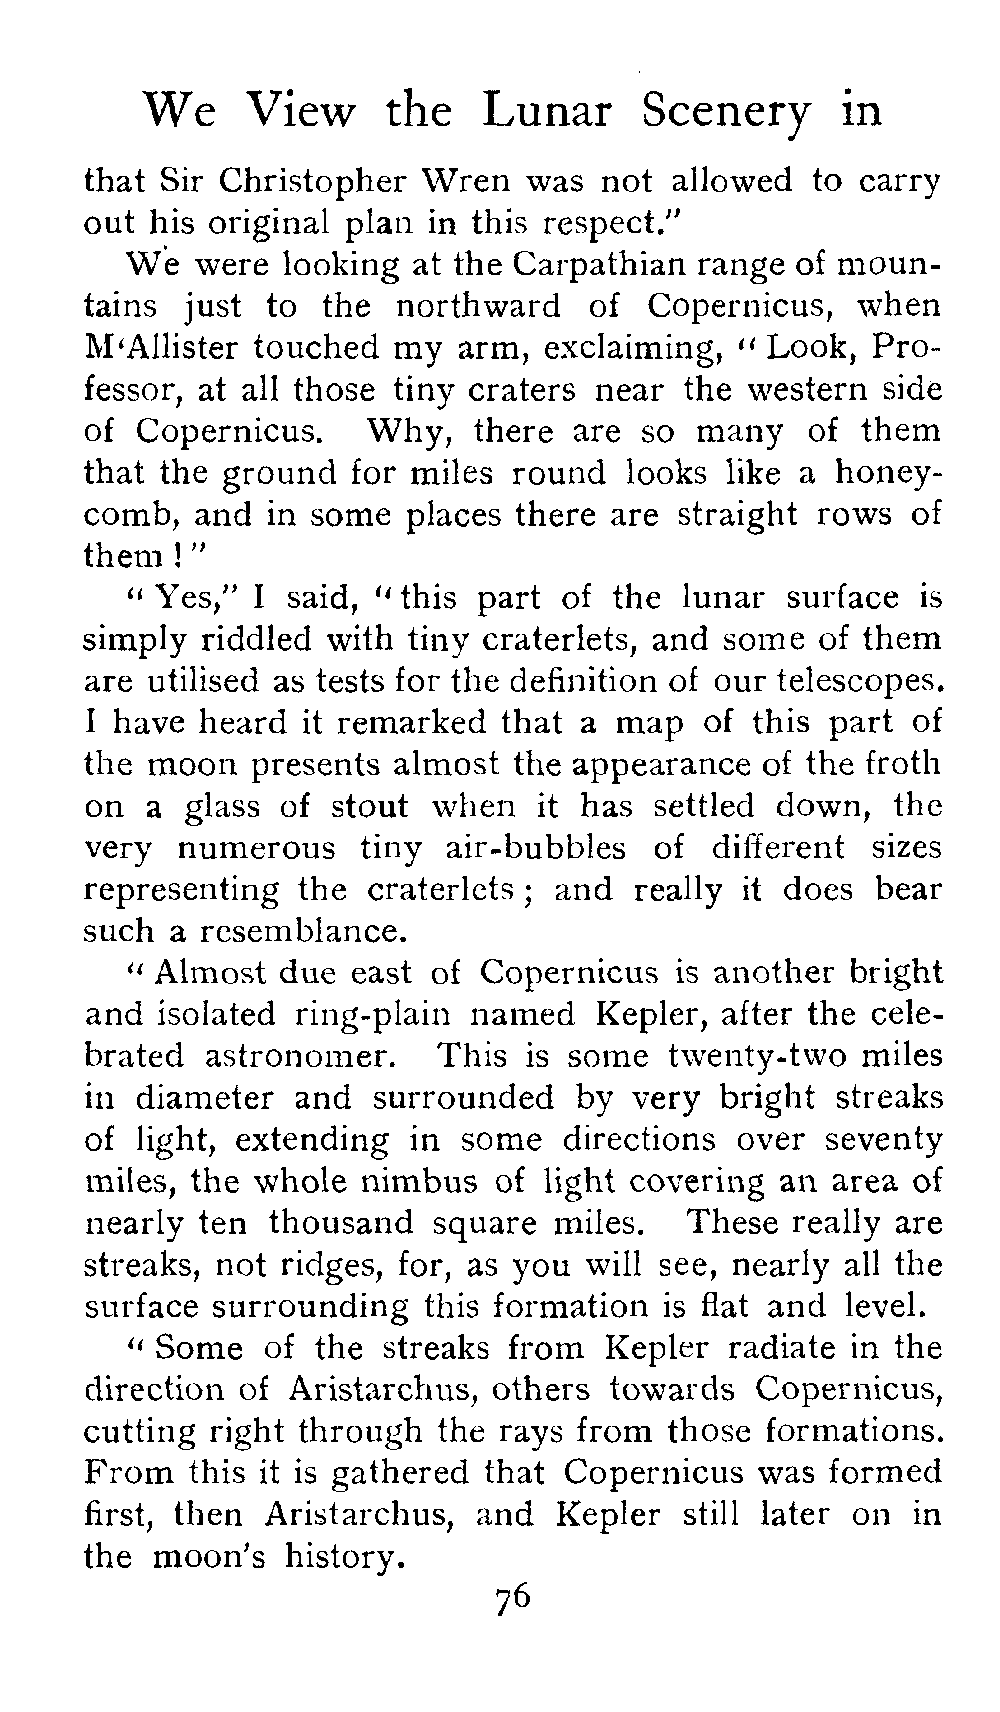 We View the Lunar Scenery in
that Sir Christopher Wren was not allowed to carry
out his original plan in this respect."
We were looking at the Carpathian range of moun-
tains just to the northward of Copernicus, when
M‘Allister touched my arm, exclaiming, “ Look, Pro-
fessor, at all those tiny craters near the western side
of Copernicus. Why, there are so many of them
that the ground for miles round looks like a honey-
comb, and in some places there are straight rows of
them ! ”
“ Yes,” I said, “ this part of the lunar surface is
simply riddled with tiny craterlets, and some of them
are utilised as tests for the definition of our telescopes.
I have heard it remarked that a map of this part of
the moon presents almost the appearance of the froth
on a glass of stout when it has settled down, the
very numerous tiny air-bubbles of different sizes
representing the craterlets ; and really it does bear
such a resemblance.
“ Almost due east of Copernicus is another bright
and isolated ring-plain named Kepler, after the cele-
brated astronomer. This is some twenty-two miles
in diameter and surrounded by very bright streaks
of light, extending in some directions over seventy
miles, the whole nimbus of light covering an area of
nearly ten thousand square miles. These really are
streaks, not ridges, for, as you will see, nearly all the
surface surrounding this formation is flat and level.
“ Some of the streaks from Kepler radiate in the
direction of Aristarchus, others towards Copernicus,
cutting right through the rays from those formations.
From this it is gathered that Copernicus was formed
first, then Aristarchus, and Kepler still later on in
the moon's history.
76